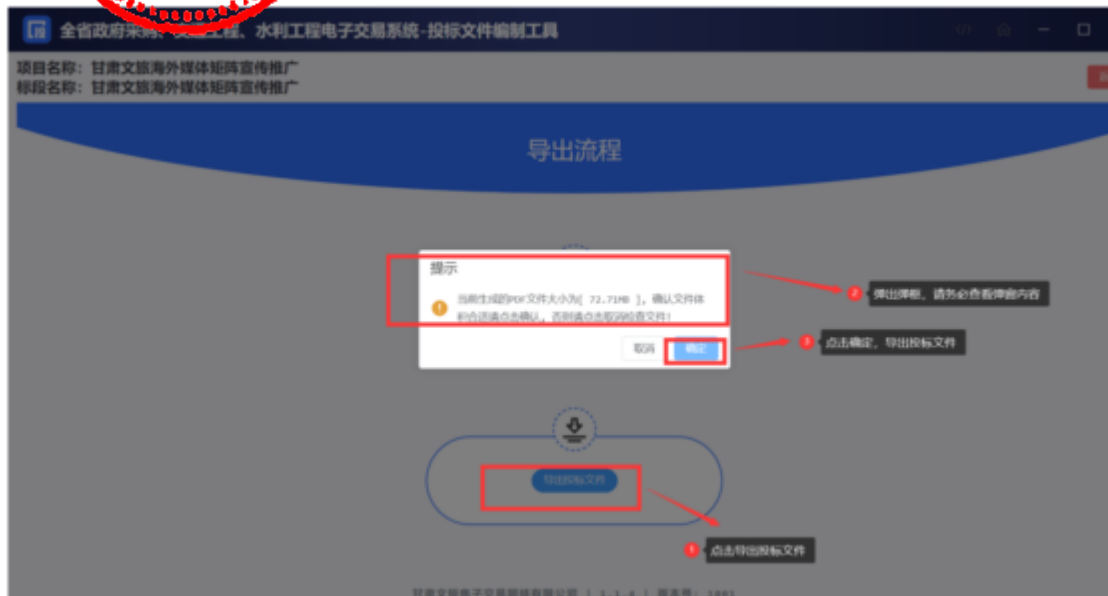 全省政府采购、交通工程、水利工程电子交易系统-投标文件编制工具
项目名称：甘肃文旅海外媒体矩阵宣传推广
标段名称：甘肃文旅海外媒体矩阵宣传推广
导出流程
提示
当前生成的PDF文件大小为[ 72.71MB ]，确认文件体
积合适请点击确认，否则请点击取消检查文件！
取消 确定
2 弹出弹框，请务必查看弹窗内容
3 点击确定，导出投标文件
导出投标文件
1 点击导出投标文件